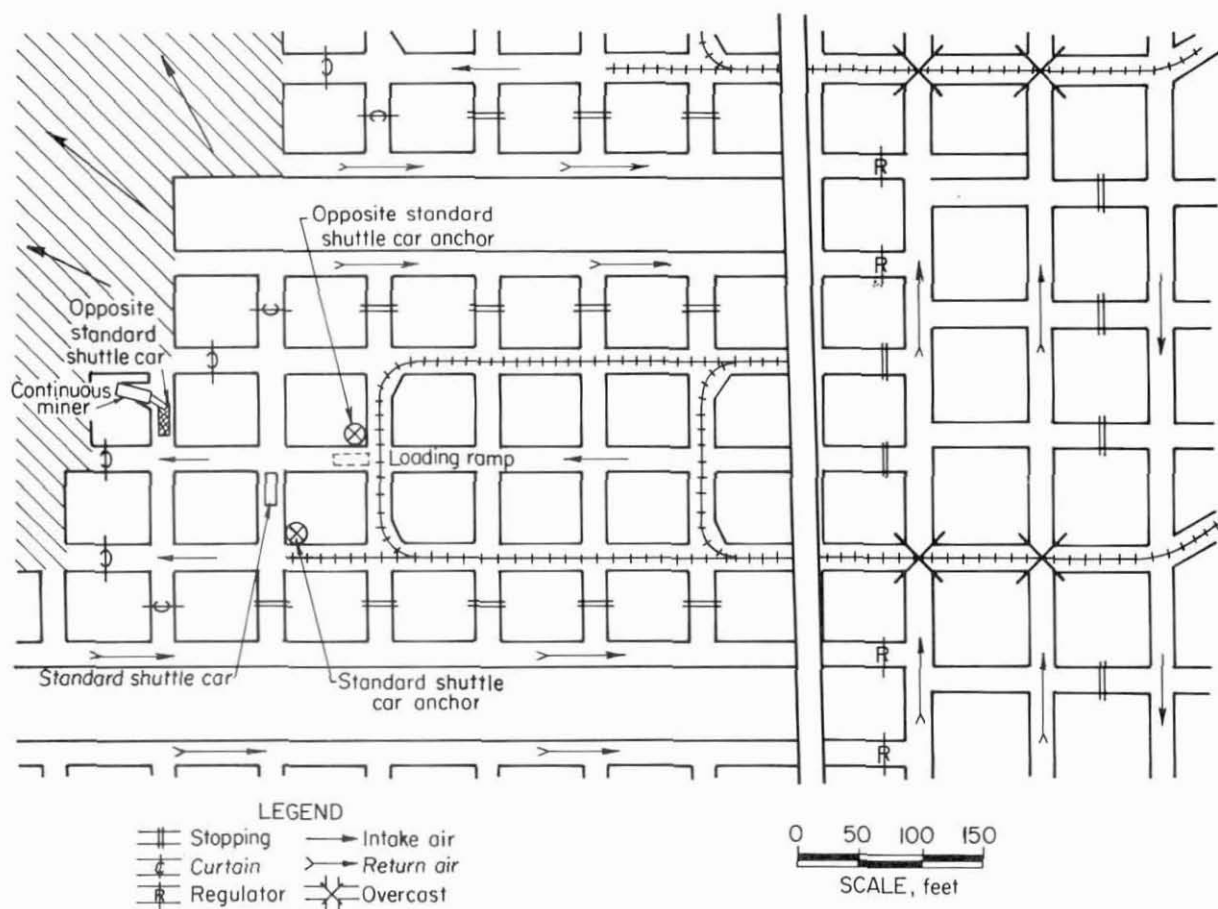 C
C
R
Opposite standard
shuttle car anchor
R
C
Opposite
standard
shuttle car
C
Continuous
miner
C
Loading ramp
C
C
R
Standard shuttle car
Standard shuttle
car anchor
R
LEGEND
Stopping
Intake air
C
Curtain
Return air
R
Regulator
Overcast
0 50 100 150
SCALE, feet